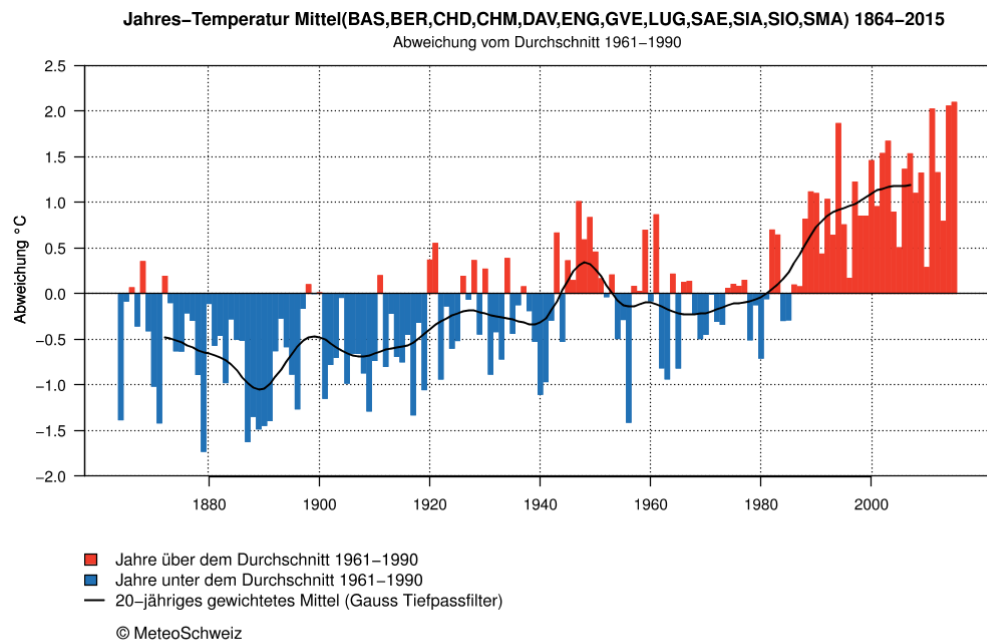 Jahres−Temperatur Mittel(BAS,BER,CHD,CHM,DAV,ENG,GVE,LUG,SAE,SIA,SIO,SMA) 1864−2015
Abweichung vom Durchschnitt 1961−1990
Abweichung °C
2.5
2.0
1.5
1.0
0.5
0.0
−0.5
−1.0
−1.5
−2.0
1880 1900 1920 1940 1960 1980 2000
Jahre über dem Durchschnitt 1961−1990
Jahre unter dem Durchschnitt 1961−1990
20−jähriges gewichtetes Mittel (Gauss Tiefpassfilter)
© MeteoSchweiz